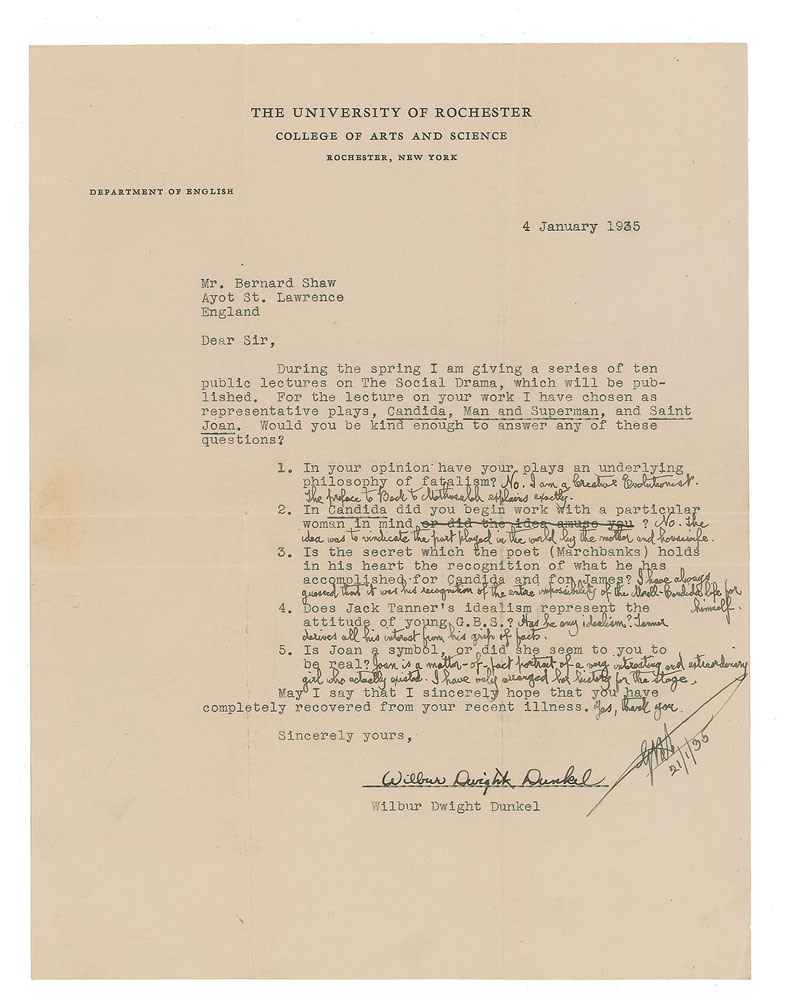 THE UNIVERSITY OF ROCHESTER
COLLEGE OF ARTS AND SCIENCE
ROCHESTER, NEW YORK
DEPARTMENT OF ENGLISH
4 January 1935
Mr. Bernard Shaw
Ayot St. Lawrence
England
Dear Sir,
During the spring I am giving a series of ten
public lectures on The Social Drama, which will be pub-
lished. For the lecture on your work I have chosen as
representative plays, Candida, Man and Superman, and Saint
Joan. Would you be kind enough to answer any of these
questions?
1. In your opinion have your plays an underlying
philosophy of fatalism? No. I am a Creative Evolutionist.
The preface to Back to Methuselah explains exactly.
2. In Candida did you begin work with a particular
woman in mind or did the idea amuse you ? No. The
idea was to vindicate the part played in the world by the mother and housewife.
3. Is the secret which the poet (Marchbanks) holds
in his heart the recognition of what he has
accomplished for Candida and for James? I have always
guessed that it was his recognition of the entire impossibility of the Morell-Candida life for
himself.
4. Does Jack Tanner's idealism represent the
attitude of young G.B.S.? Has he any idealism? Tanner
derives all his interest from his grip of facts.
5. Is Joan a symbol, or did she seem to you to
be real? Joan is a matter-of-fact portrait of a very interesting and extraordinary
girl who actually existed. I have only arranged her history for the stage.
May I say that I sincerely hope that you have
completely recovered from your recent illness. Yes, thank you.
Sincerely yours,
GBS
21/1/35
Wilbur Dwight Dunkel
Wilbur Dwight Dunkel